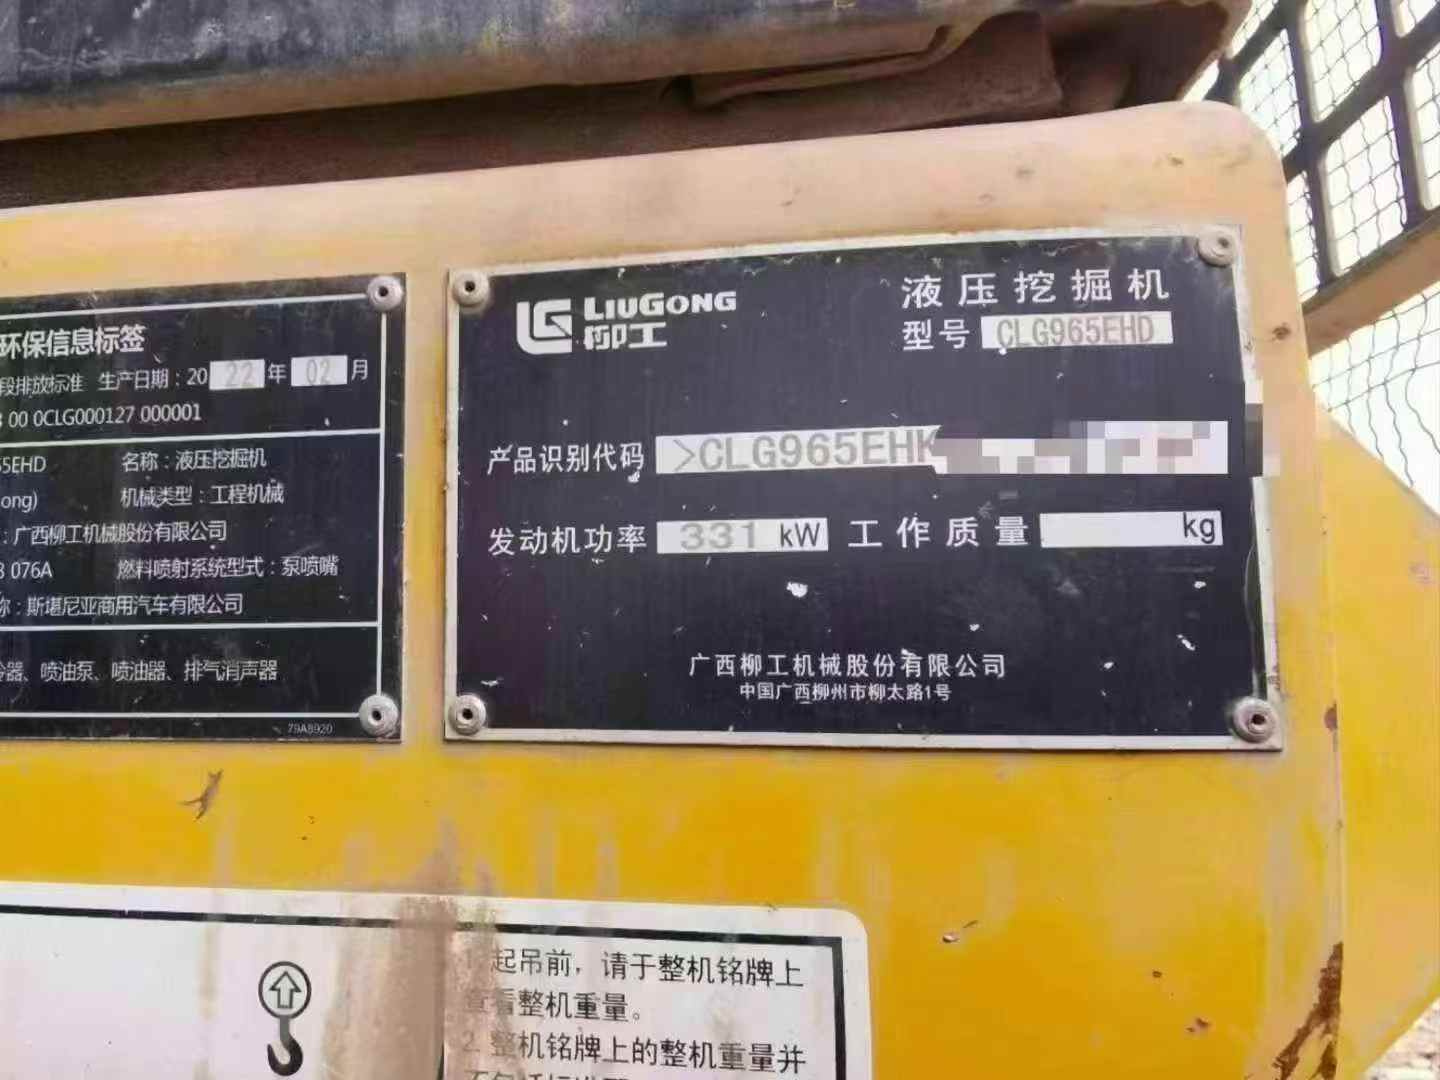 环保信息标签
段排放标准 生产日期：2022年02月
00 0CLG000127 000001
5EHD 名称：液压挖掘机
ong) 机械类型：工程机械
：广西柳工机械股份有限公司
076A 燃料喷射系统型式：泵喷嘴
称：斯堪尼亚商用汽车有限公司
冷器、喷油泵、喷油器、排气消声器
79A8920
LG LIUGONG
柳工
液压挖掘机
型号 CLG965EHD
产品识别代码 >CLG965EHK
发动机功率 331 kW 工作质量 kg
广西柳工机械股份有限公司
中国广西柳州市柳太路1号
1. 起吊前，请于整机铭牌上
查看整机重量。
2. 整机铭牌上的整机重量并